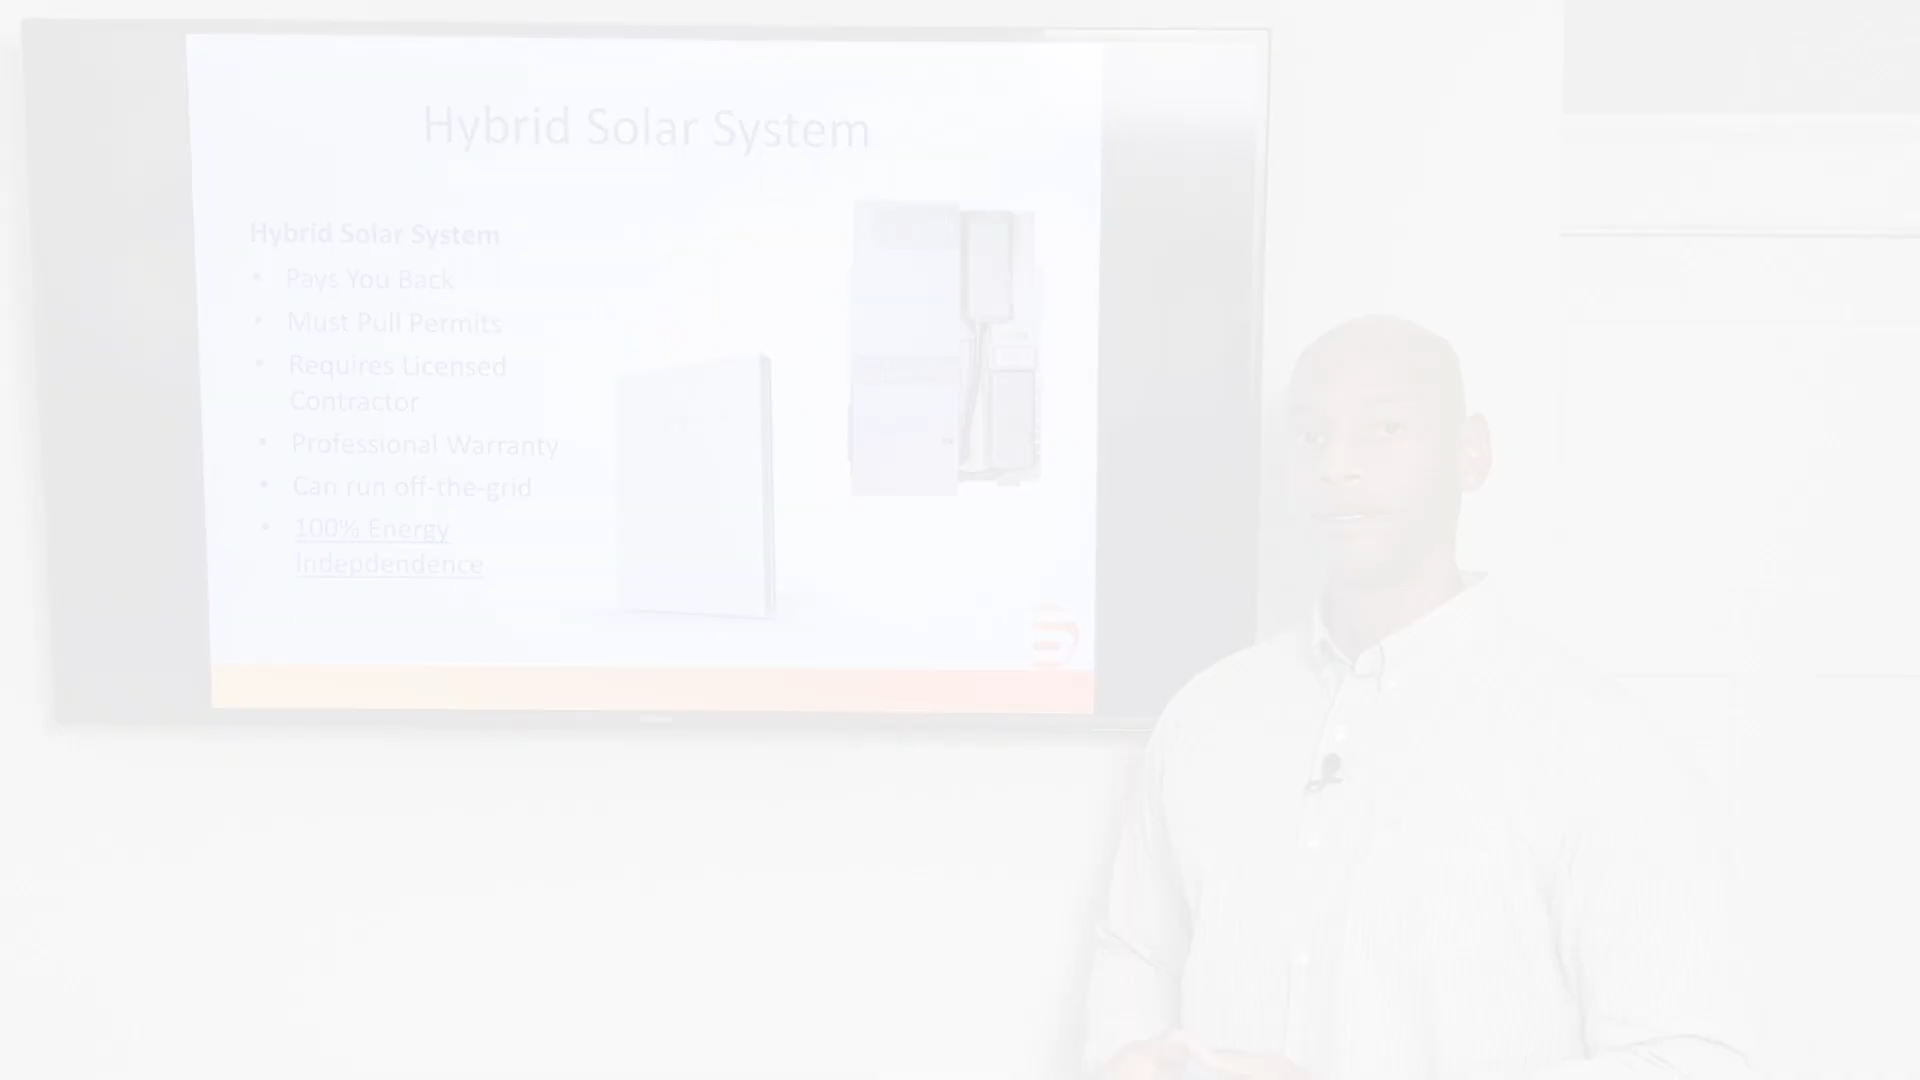 Hybrid Solar System
Hybrid Solar System
• Pays You Back
• Must Pull Permits
• Requires Licensed
Contractor
• Professional Warranty
• Can run off-the-grid
• 100% Energy
Indepdendence